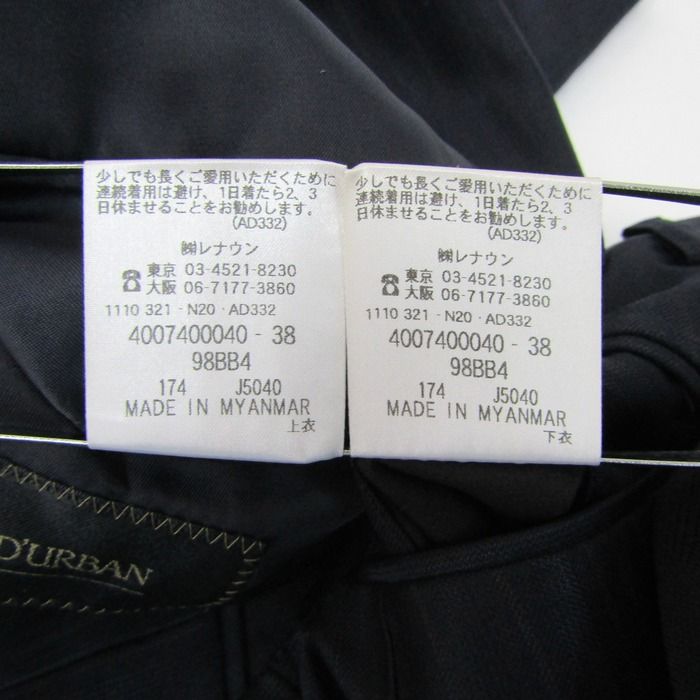 少しでも長くご愛用いただくために
連続着用は避け、1日着たら2、3
日休ませることをお勧めします。
(AD332)
㈱レナウン
☎東京 03-4521-8230
大阪 06-7177-3860
1110 321 - N20 · AD332
4007400040 - 38
98BB4
174 J5040
MADE IN MYANMAR
上衣
少しでも長くご愛用いただくために
連続着用は避け、1日着たら2、3
日休ませることをお勧めします。
(AD332)
㈱レナウン
☎東京 03-4521-8230
大阪 06-7177-3860
1110 321 - N20 · AD332
4007400040 - 38
98BB4
174 J5040
MADE IN MYANMAR
下衣
D'URBAN